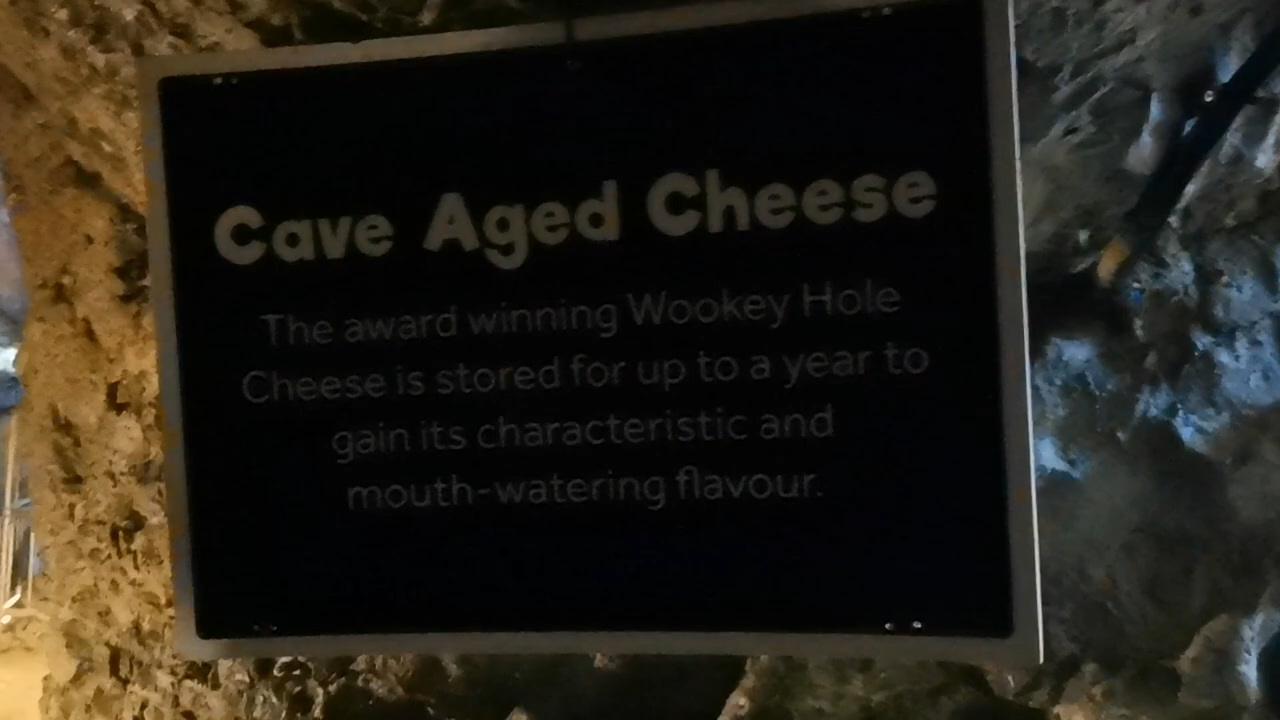 Cave Aged Cheese
The award winning Wookey Hole
Cheese is stored for up to a year to
gain its characteristic and
mouth-watering flavour.